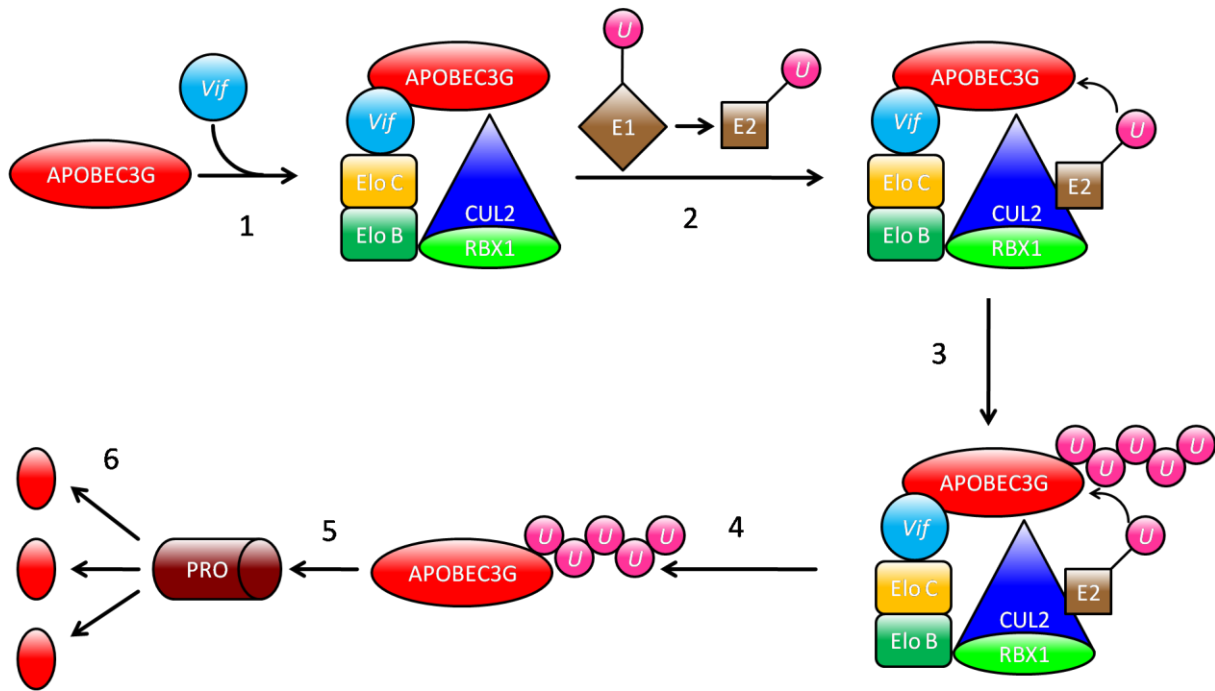 Vif
APOBEC3G
1
APOBEC3G
Vif
Elo C
Elo B
CUL2
RBX1
U
E1
U
E2
2
APOBEC3G
Vif
Elo C
Elo B
CUL2
RBX1
E2
U
3
APOBEC3G
U
U
U
U
U
Vif
Elo C
Elo B
CUL2
RBX1
E2
U
4
APOBEC3G
U
U
U
U
U
5
PRO
6